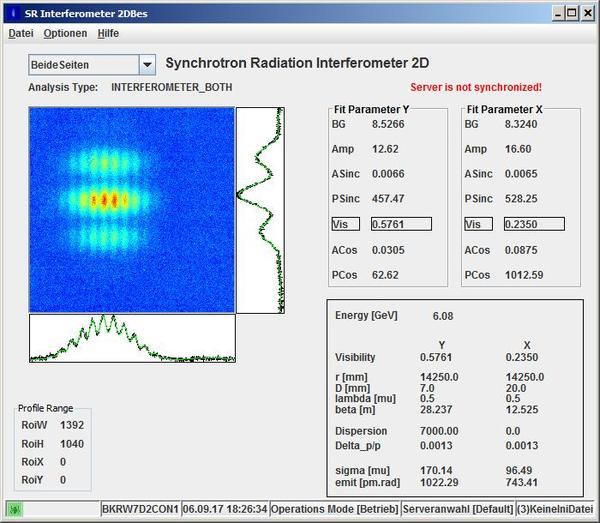 SR Interferometer 2DBes
Datei Optionen Hilfe
BeideSeiten
Synchrotron Radiation Interferometer 2D
Analysis Type: INTERFEROMETER_BOTH
Server is not synchronized!
Fit Parameter Y
BG 8.5266
Amp 12.62
ASinc 0.0066
PSinc 457.47
Vis 0.5761
ACos 0.0305
PCos 62.62
Fit Parameter X
BG 8.3240
Amp 16.60
ASinc 0.0065
PSinc 528.25
Vis 0.2350
ACos 0.0875
PCos 1012.59
Energy [GeV] 6.08
Y X
Visibility 0.5761 0.2350
r [mm] 14250.0 14250.0
D [mm] 7.0 20.0
lambda [mu] 0.5 0.5
beta [m] 28.237 12.525
Dispersion 7000.00 0.0
Delta_p/p 0.0013 0.0013
sigma [mu] 170.14 96.49
emit [pm.rad] 1022.29 743.41
Profile Range
RoiW 1392
RoiH 1040
RoiX 0
RoiY 0
BKRW7D2CON1 06.09.17 18:26:34 Operations Mode [Betrieb] Serveranwahl [Default] (3)KeineIniDatei